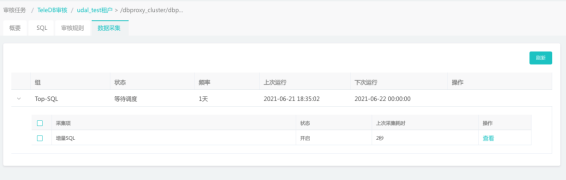 审核任务 / TeleDB审核 / udal_test租户 > /dbproxy_cluster/dbp...
概要 SQL 审核规则 数据采集
刷新
组 状态 频率 上次运行 下次运行 操作
Top-SQL 等待调度 1天 2021-06-21 18:35:02 2021-06-22 00:00:00
采集项 状态 上次采集耗时 操作
增量SQL 开启 2秒 查看